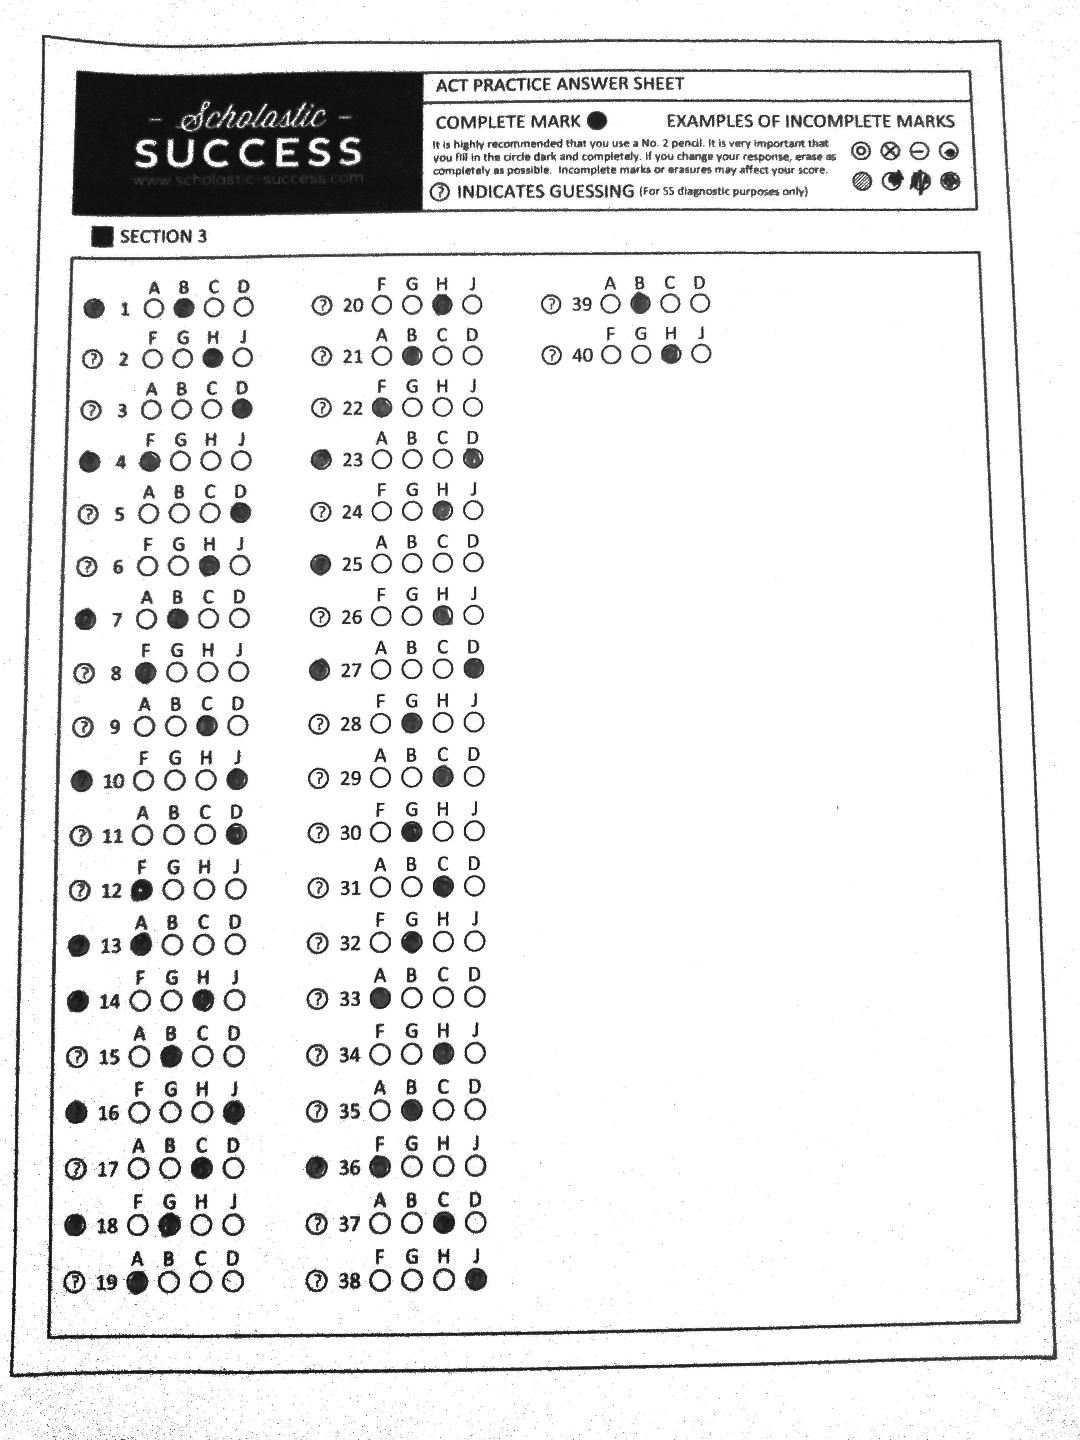 - Scholastic -
SUCCESS
www.scholastic-success.com
ACT PRACTICE ANSWER SHEET
COMPLETE MARK EXAMPLES OF INCOMPLETE MARKS
It is highly recommended that you use a No. 2 pencil. It is very important that
you fill in the circle dark and completely. If you change your response, erase as
completely as possible. Incomplete marks or erasures may affect your score.
? INDICATES GUESSING (For SS diagnostic purposes only)
SECTION 3
A B C D
1
F G H J
? 2
A B C D
? 3
F G H J
4
A B C D
? 5
F G H J
? 6
A B C D
7
F G H J
? 8
A B C D
? 9
F G H J
10
A B C D
? 11
F G H J
? 12
A B C D
13
F G H J
14
A B C D
? 15
F G H J
16
A B C D
? 17
F G H J
18
A B C D
? 19
F G H J
? 20
A B C D
? 21
F G H J
? 22
A B C D
23
F G H J
? 24
A B C D
25
F G H J
? 26
A B C D
27
F G H J
? 28
A B C D
? 29
F G H J
? 30
A B C D
? 31
F G H J
? 32
A B C D
? 33
F G H J
? 34
A B C D
? 35
F G H J
36
A B C D
? 37
F G H J
? 38
A B C D
? 39
F G H J
? 40